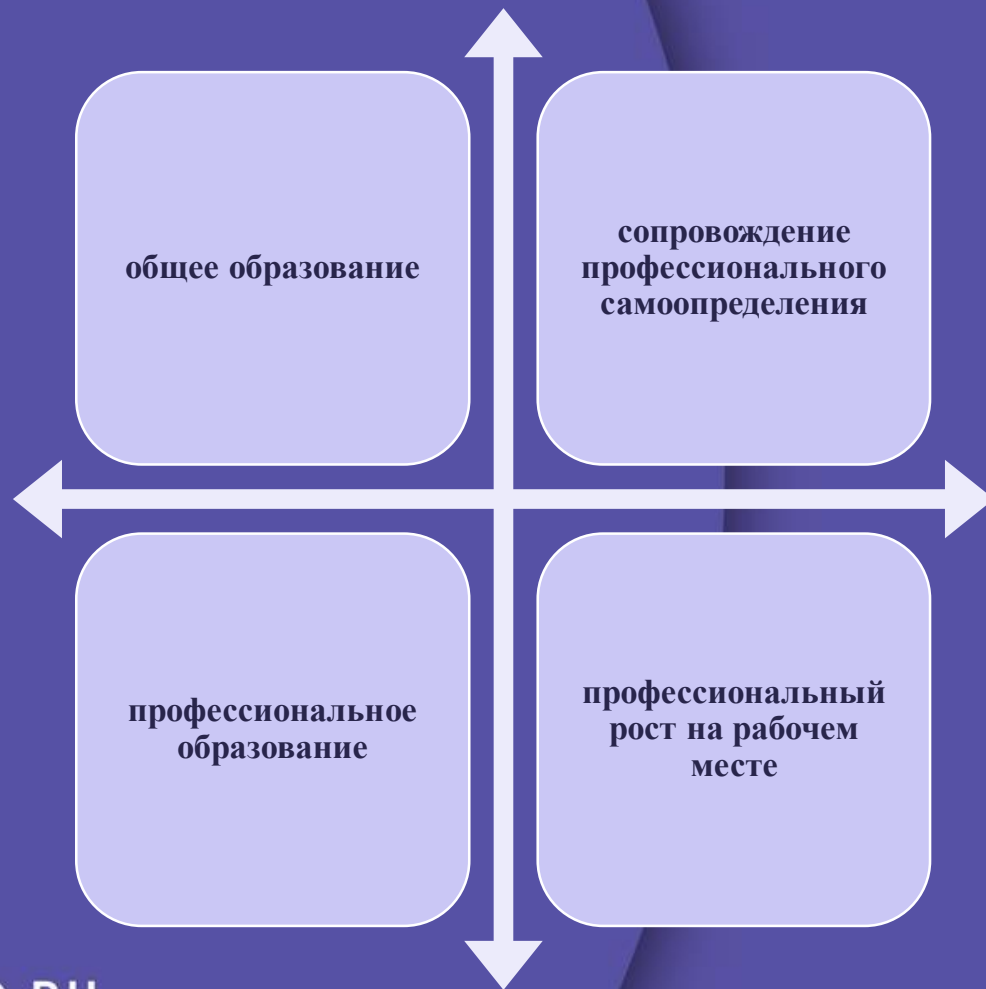 общее образование
сопровождение
профессионального
самоопределения
профессиональное
образование
профессиональный
рост на рабочем
месте